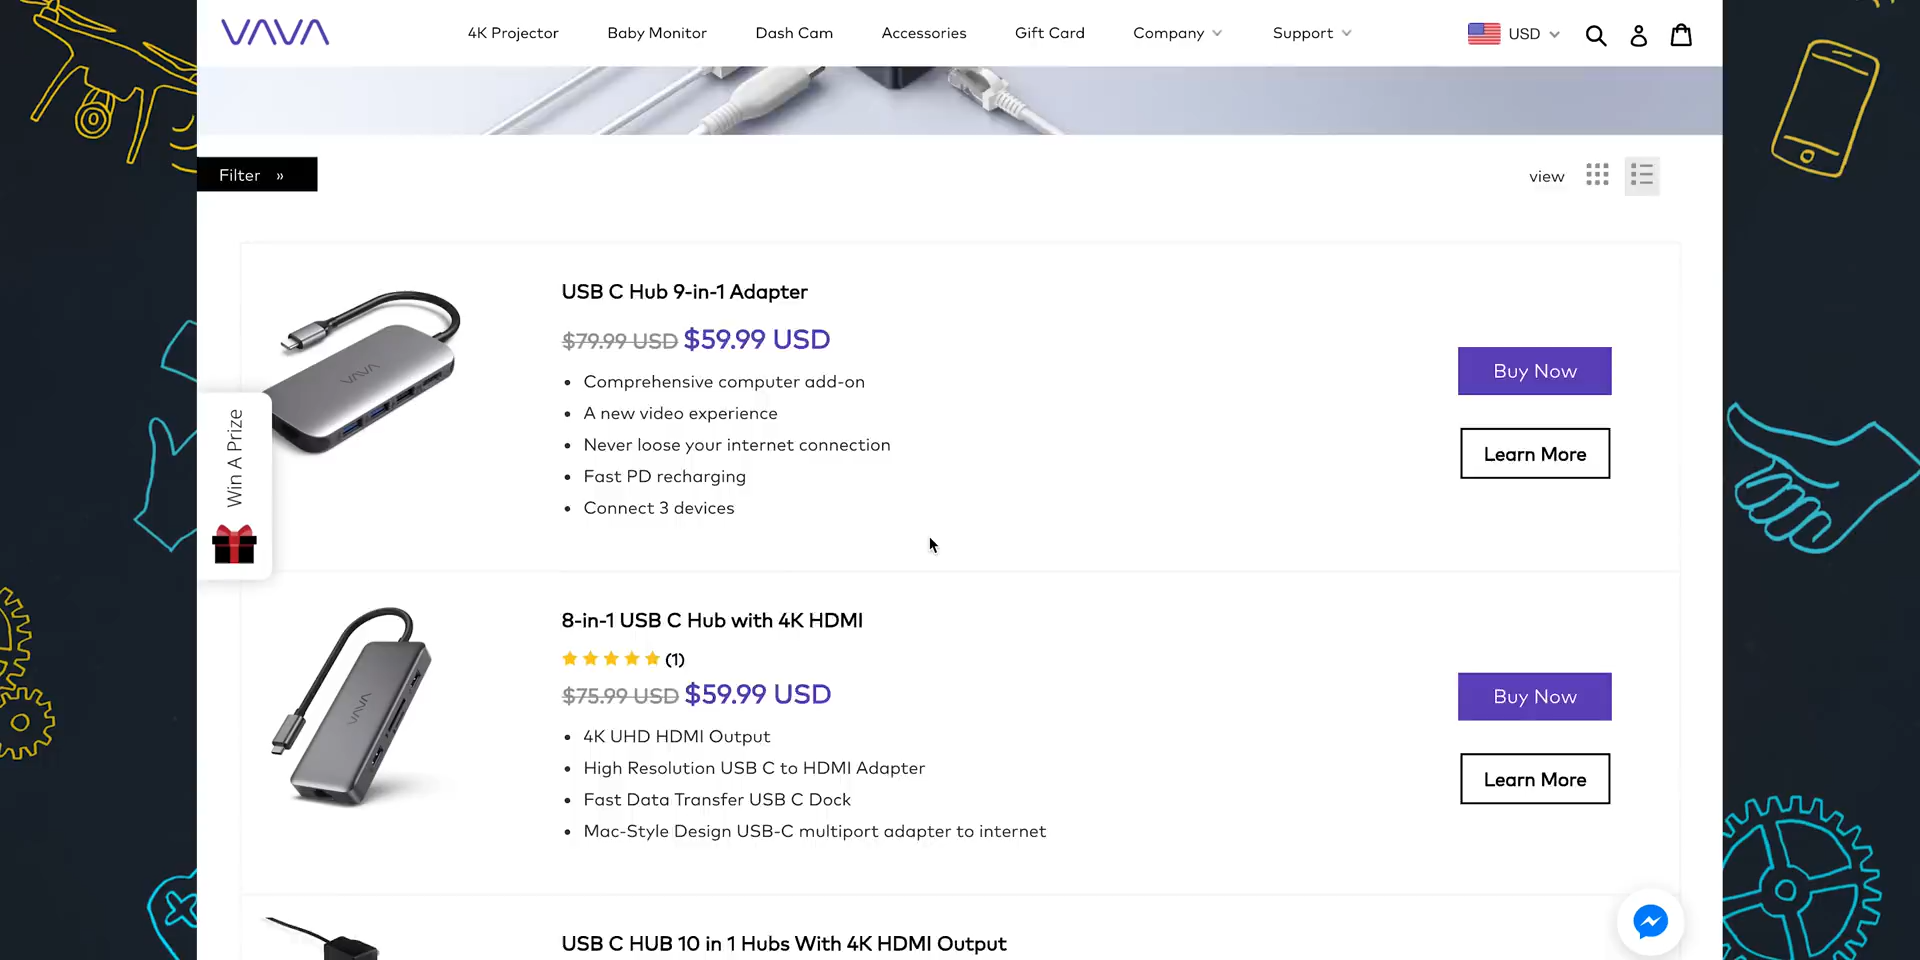 VAVA
4K Projector
Baby Monitor
Dash Cam
Accessories
Gift Card
Company
Support
USD
Filter »
view
USB C Hub 9-in-1 Adapter
$79.99 USD $59.99 USD
Comprehensive computer add-on
A new video experience
Never loose your internet connection
Fast PD recharging
Connect 3 devices
Buy Now
Learn More
VAVA
Win A Prize
8-in-1 USB C Hub with 4K HDMI
(1)
$75.99 USD $59.99 USD
4K UHD HDMI Output
High Resolution USB C to HDMI Adapter
Fast Data Transfer USB C Dock
Mac-Style Design USB-C multiport adapter to internet
Buy Now
Learn More
VAVA
USB C HUB 10 in 1 Hubs With 4K HDMI Output